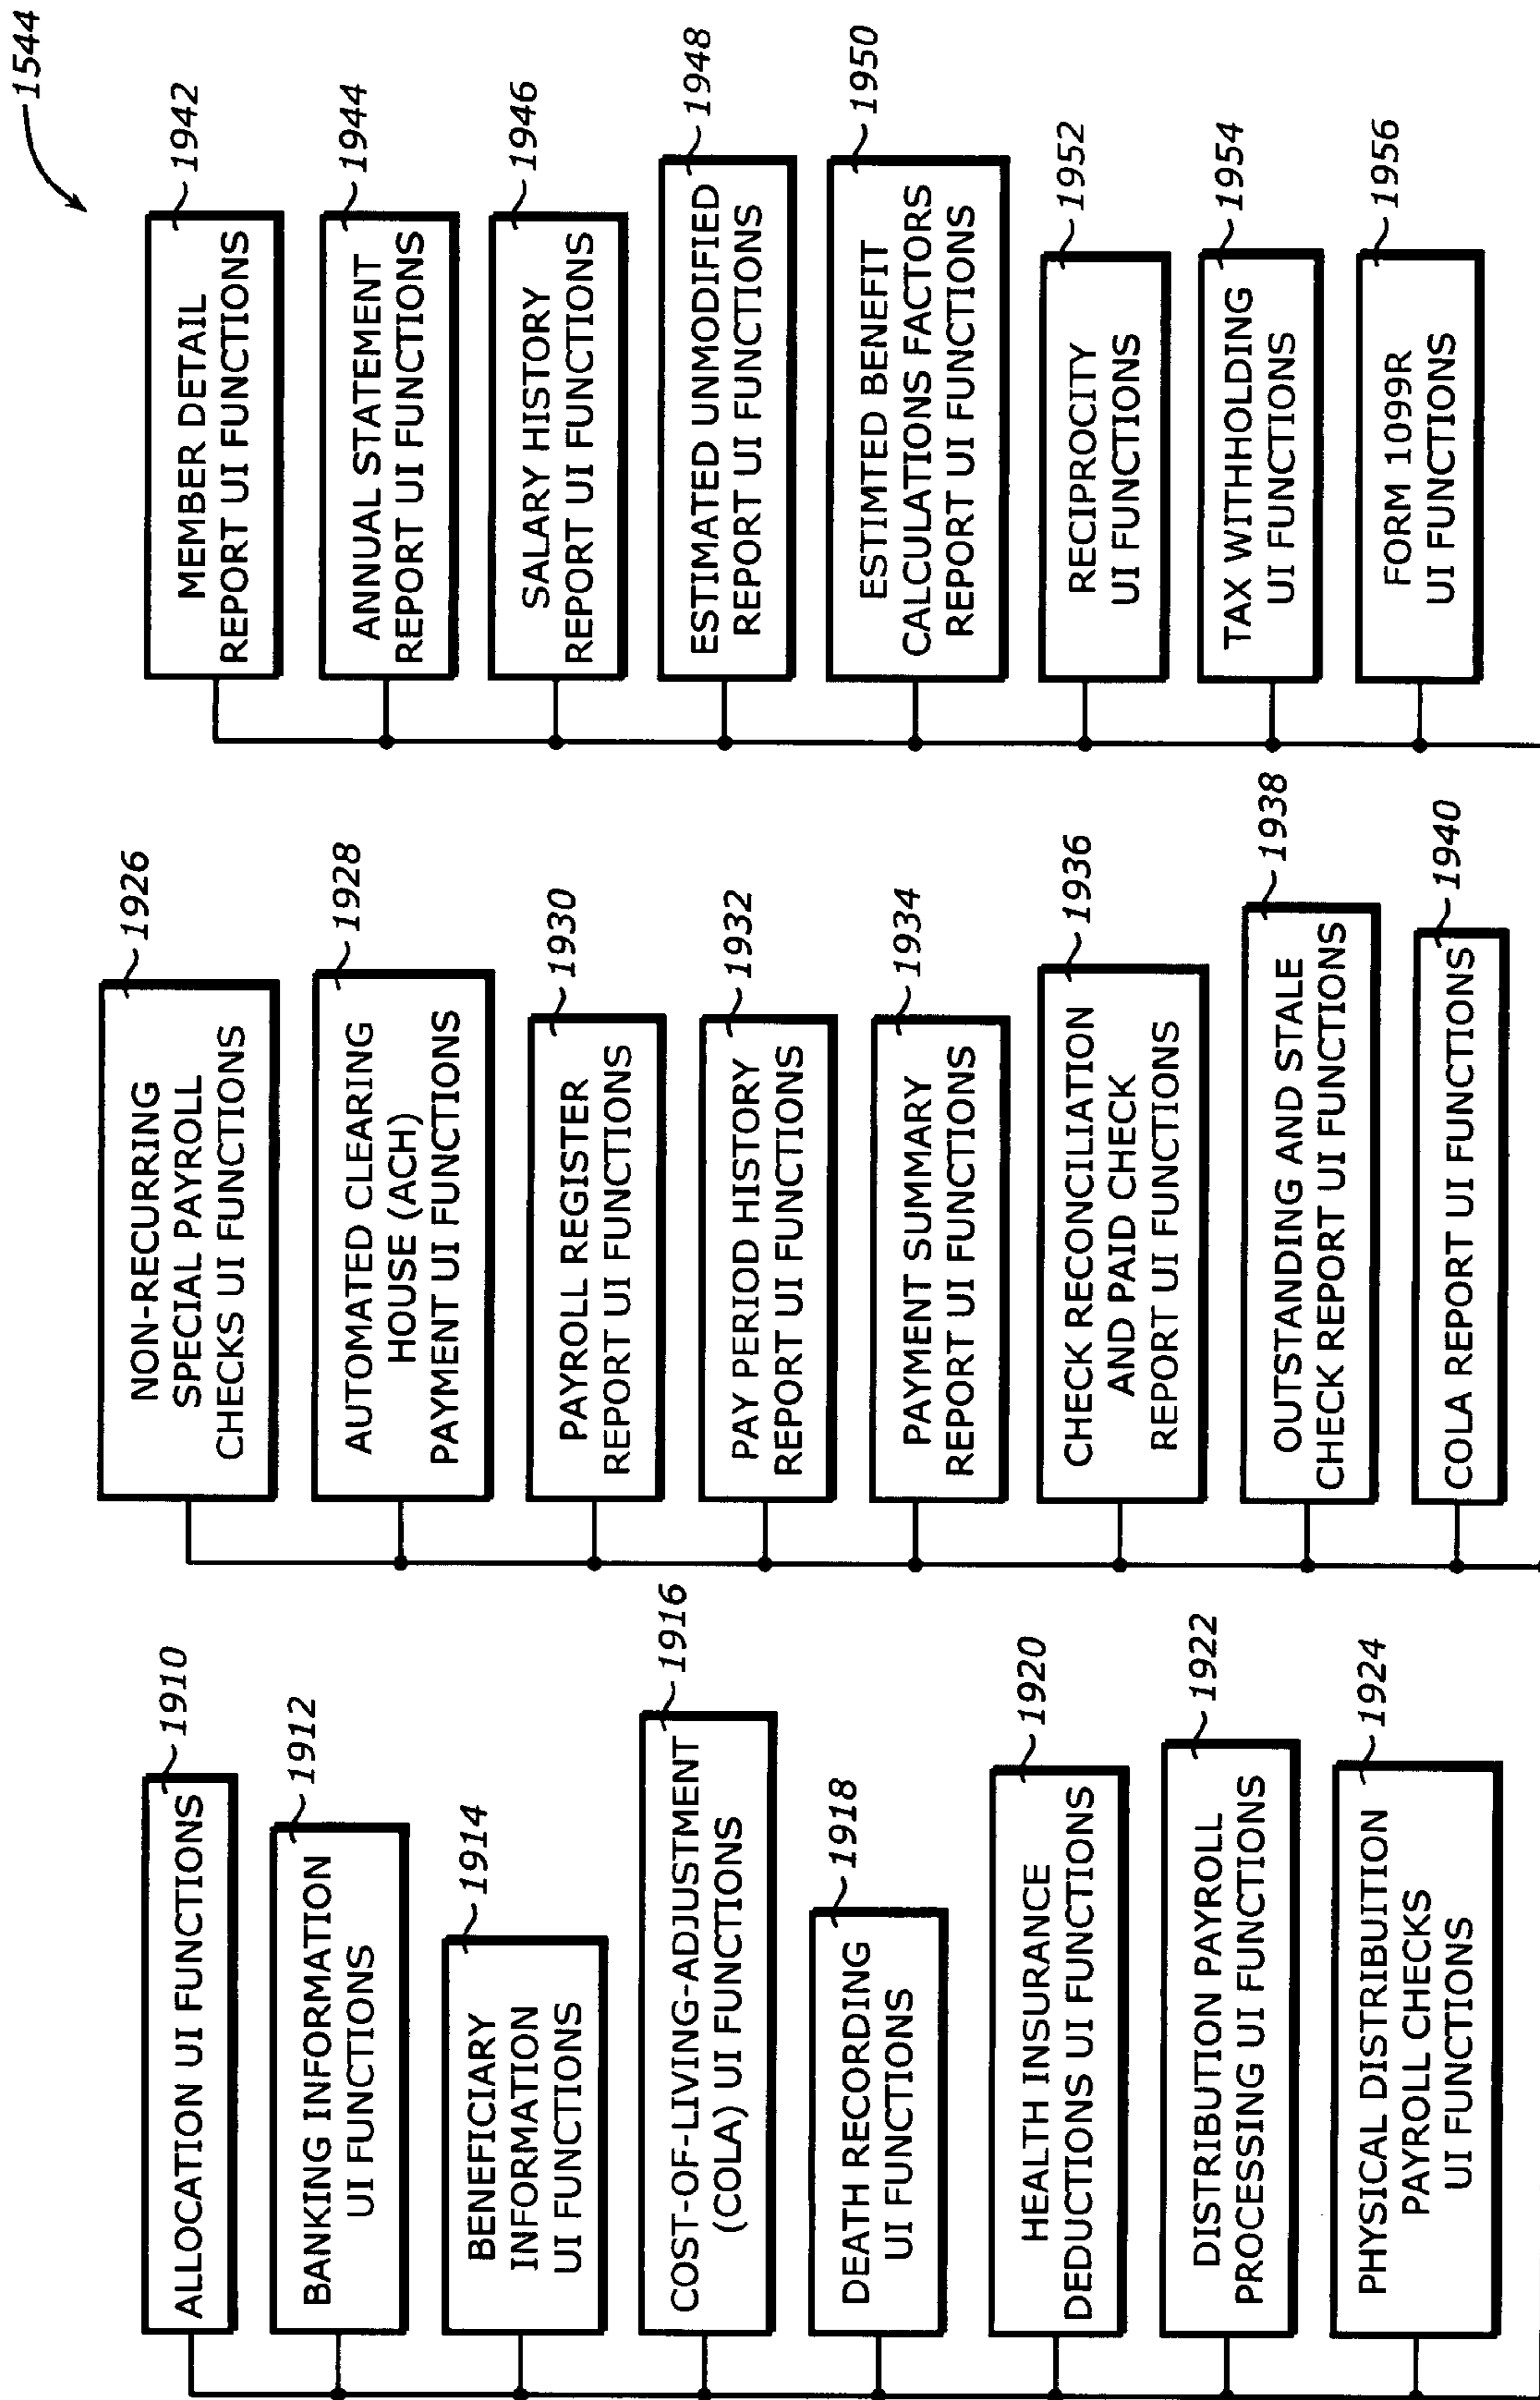 1544
ALLOCATION UI FUNCTIONS
1910
BANKING INFORMATION
UI FUNCTIONS
1912
BENEFICIARY
INFORMATION
UI FUNCTIONS
1914
COST-OF-LIVING-ADJUSTMENT
(COLA) UI FUNCTIONS
1916
DEATH RECORDING
UI FUNCTIONS
1918
HEALTH INSURANCE
DEDUCTIONS UI FUNCTIONS
1920
DISTRIBUTION PAYROLL
PROCESSING UI FUNCTIONS
1922
PHYSICAL DISTRIBUITION
PAYROLL CHECKS
UI FUNCTIONS
1924
NON-RECURRING
SPECIAL PAYROLL
CHECKS UI FUNCTIONS
1926
AUTOMATED CLEARING
HOUSE (ACH)
PAYMENT UI FUNCTIONS
1928
PAYROLL REGISTER
REPORT UI FUNCTIONS
1930
PAY PERIOD HISTORY
REPORT UI FUNCTIONS
1932
PAYMENT SUMMARY
REPORT UI FUNCTIONS
1934
CHECK RECONCILIATION
AND PAID CHECK
REPORT UI FUNCTIONS
1936
OUTSTANDING AND STALE
CHECK REPORT UI FUNCTIONS
1938
COLA REPORT UI FUNCTIONS
1940
MEMBER DETAIL
REPORT UI FUNCTIONS
1942
ANNUAL STATEMENT
REPORT UI FUNCTIONS
1944
SALARY HISTORY
REPORT UI FUNCTIONS
1946
ESTIMATED UNMODIFIED
REPORT UI FUNCTIONS
1948
ESTIMTED BENEFIT
CALCULATIONS FACTORS
REPORT UI FUNCTIONS
1950
RECIPROCITY
UI FUNCTIONS
1952
TAX WITHHOLDING
UI FUNCTIONS
1954
FORM 1099R
UI FUNCTIONS
1956